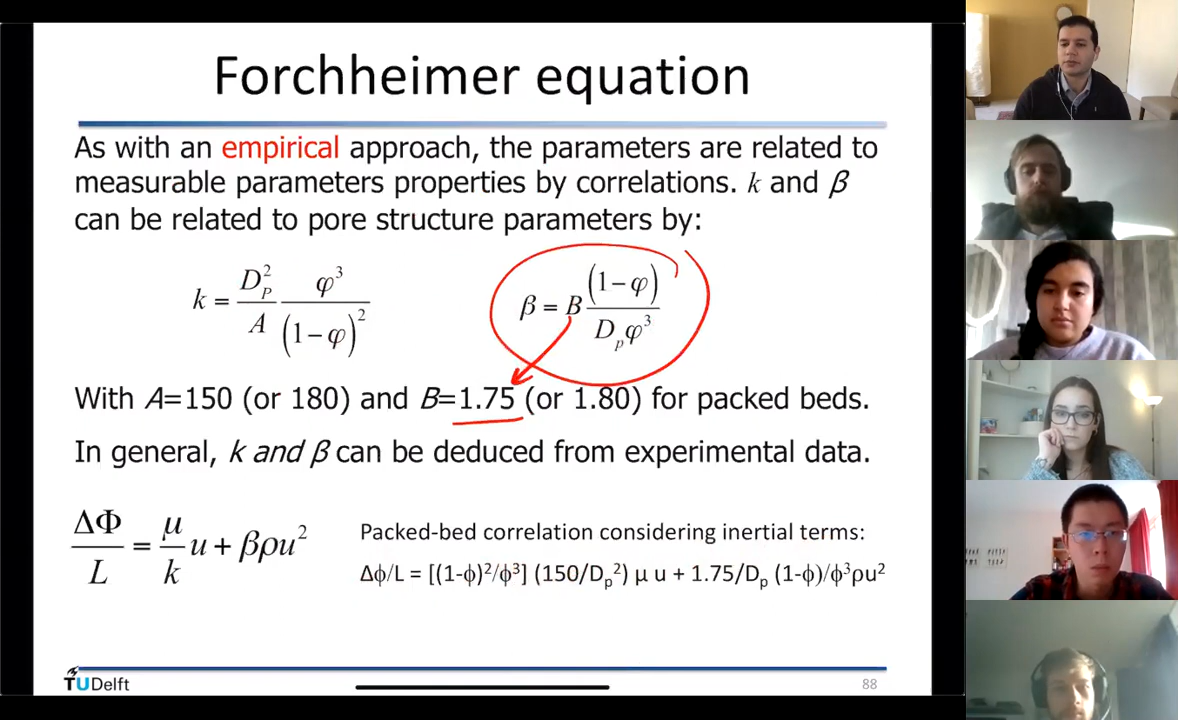 Forchheimer equation
As with an empirical approach, the parameters are related to
measurable parameters properties by correlations. k and β
can be related to pore structure parameters by:
k = D_P^2/A φ^3/(1−φ)^2
β = B (1−φ)/(D_p φ^3)
With A=150 (or 180) and B=1.75 (or 1.80) for packed beds.
In general, k and β can be deduced from experimental data.
ΔΦ/L = μ/k u + βρu^2
Packed-bed correlation considering inertial terms:
Δϕ/L = [(1-ϕ)²/ϕ³] (150/D_p²) μ u + 1.75/D_p (1-ϕ)/ϕ³ρu²
TUDelft
88